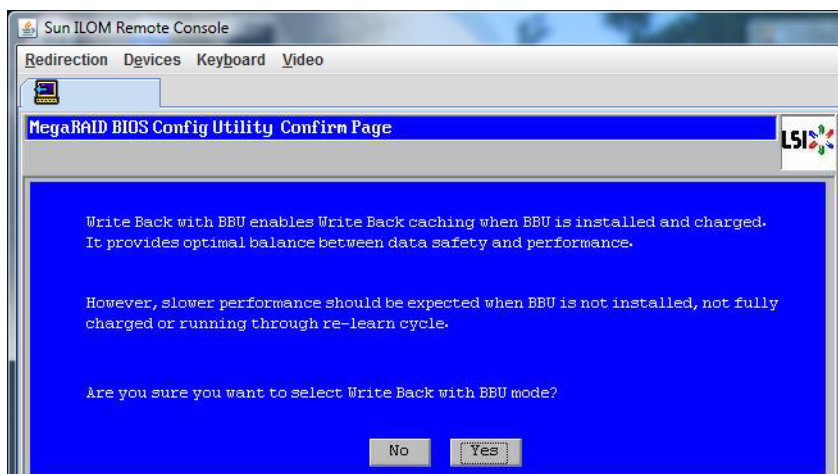 Sun ILOM Remote Console
Redirection Devices Keyboard Video
MegaRAID BIOS Config Utility Confirm Page
LSI
Write Back with BBU enables Write Back caching when BBU is installed and charged.
It provides optimal balance between data safety and performance.
However, slower performance should be expected when BBU is not installed, not fully
charged or running through re-learn cycle.
Are you sure you want to select Write Back with BBU mode?
No Yes